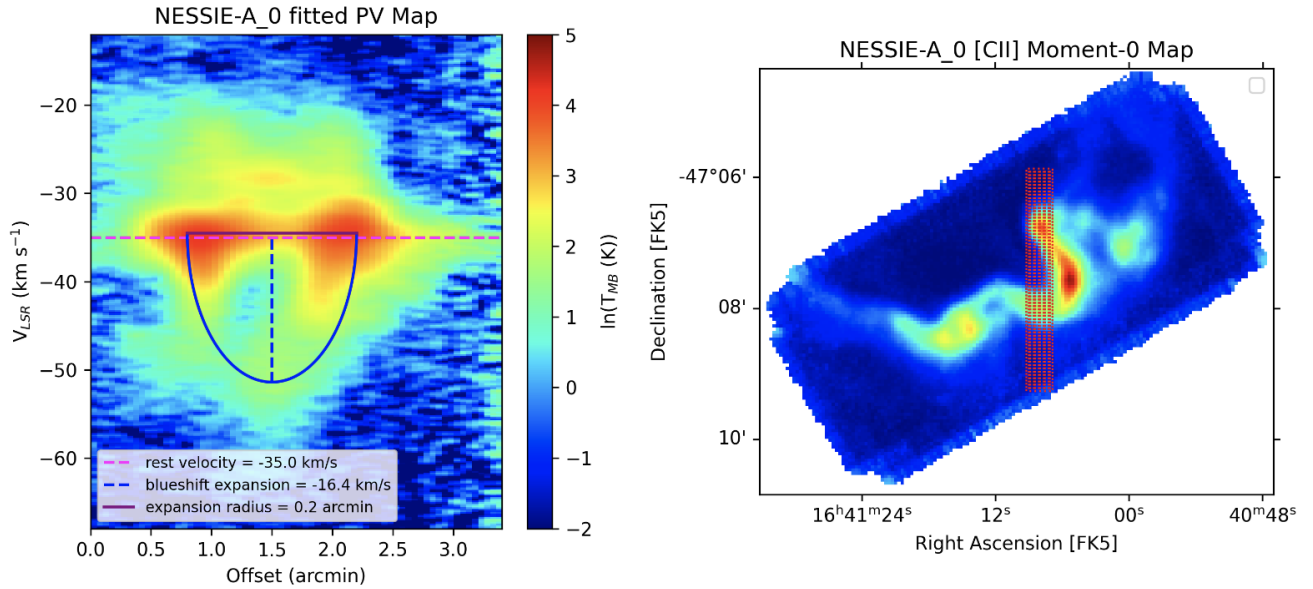 NESSIE-A_0 fitted PV Map
−20
−30
−40
−50
−60
V_LSR (km s⁻¹)
0.0 0.5 1.0 1.5 2.0 2.5 3.0
Offset (arcmin)
rest velocity = -35.0 km/s
blueshift expansion = -16.4 km/s
expansion radius = 0.2 arcmin
5
4
3
2
1
0
−1
−2
ln(T_MB (K))
NESSIE-A_0 [CII] Moment-0 Map
-47°06'
08'
10'
Declination [FK5]
16ʰ41ᵐ24ˢ 12ˢ 00ˢ 40ᵐ48ˢ
Right Ascension [FK5]